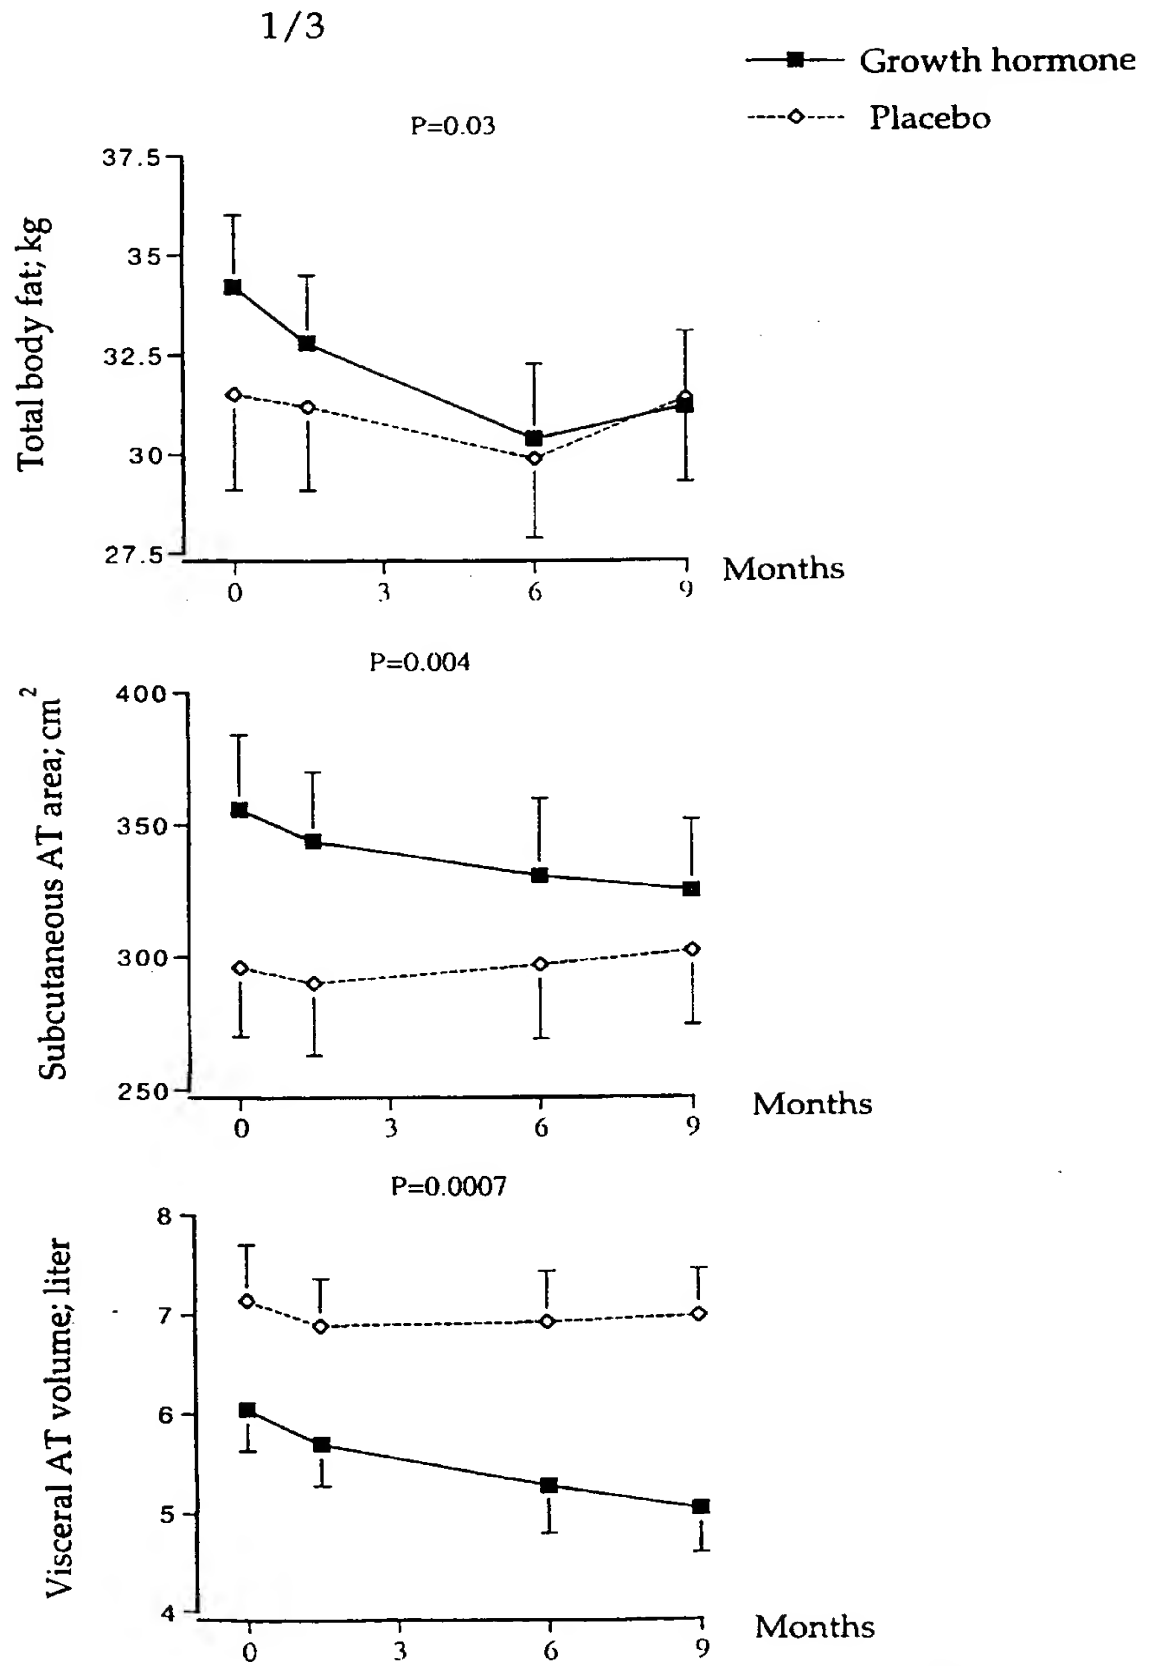 1/3
Growth hormone
Placebo
P=0.03
Total body fat; kg
37.5
35
32.5
30
27.5
0 3 6 9
Months
P=0.004
Subcutaneous AT area; cm²
400
350
300
250
0 3 6 9
Months
P=0.0007
Visceral AT volume; liter
8
7
6
5
4
0 3 6 9
Months